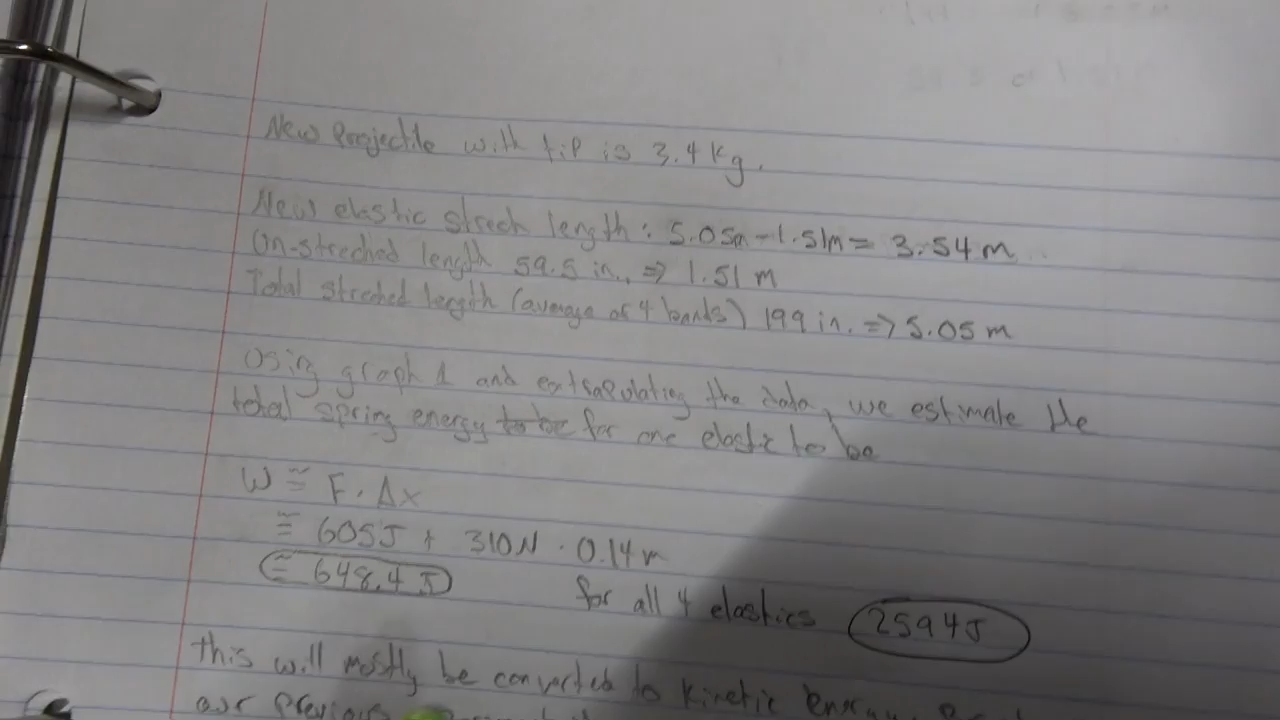 New Projectile with tip is 3.4 kg.
New elastic strech length: 5.05m - 1.51m = 3.54 m
Un-streched length 59.5 in. => 1.51 m
Total streched length (average of 4 bands) 199 in. => 5.05 m
Using graph 1 and extrapolating the data, we estimate the
total spring energy to be for one elastic to be
W ≅ F · Δx
≅ 605J + 310N · 0.14m
≅ 648.4 J for all 4 elastics 2594J
this will mostly be converted to kinetic energy
our previous